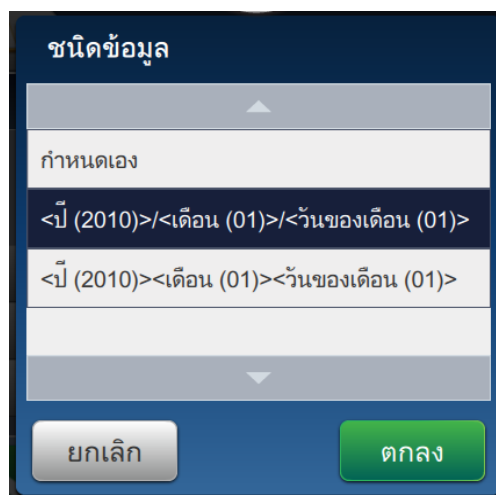 ชนิดข้อมูล
กำหนดเอง
<ปี (2010)>/<เดือน (01)>/<วันของเดือน (01)>
<ปี (2010)><เดือน (01)><วันของเดือน (01)>
ยกเลิก
ตกลง